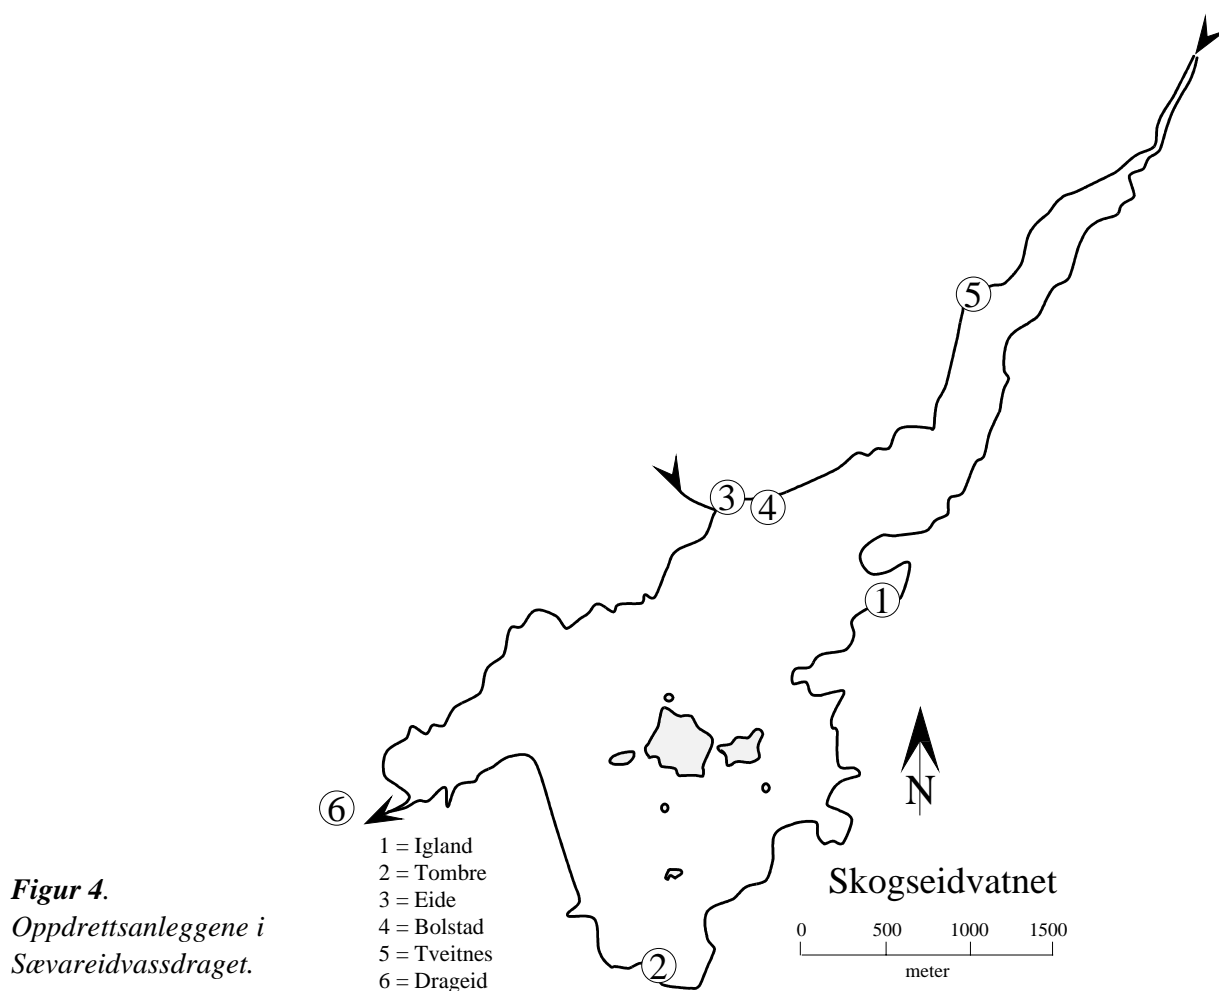 5
3
4
1
6
2
N
1 = Igland
2 = Tombre
3 = Eide
4 = Bolstad
5 = Tveitnes
6 = Drageid
Skogseidvatnet
0 500 1000 1500
meter
Figur 4.
Oppdrettsanleggene i
Sævareidvassdraget.